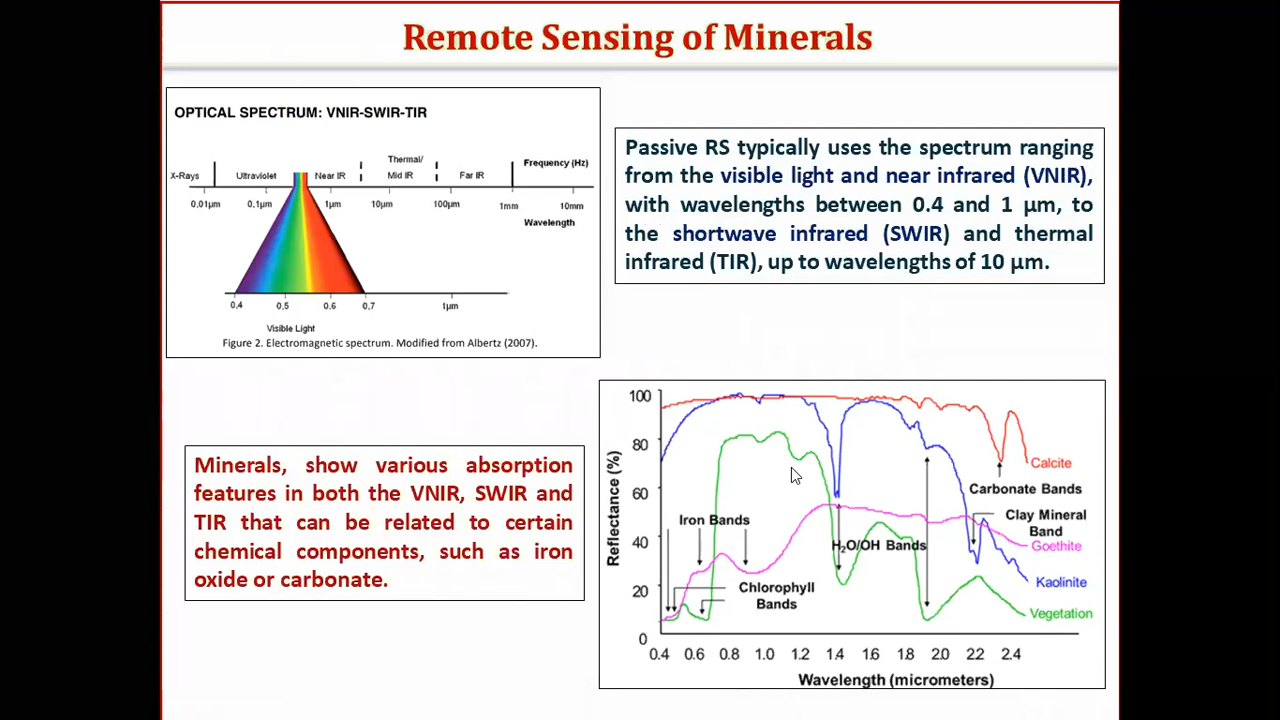 Remote Sensing of Minerals
OPTICAL SPECTRUM: VNIR-SWIR-TIR
Thermal/
Frequency (Hz)
X-Rays Ultraviolet Near IR Mid IR Far IR
0.01µm 0.1µm 1µm 10µm 100µm 1mm 10mm
Wavelength
0.4 0.5 0.6 0.7 1µm
Visible Light
Figure 2. Electromagnetic spectrum. Modified from Albertz (2007).
Passive RS typically uses the spectrum ranging
from the visible light and near infrared (VNIR),
with wavelengths between 0.4 and 1 µm, to
the shortwave infrared (SWIR) and thermal
infrared (TIR), up to wavelengths of 10 µm.
Minerals, show various absorption
features in both the VNIR, SWIR and
TIR that can be related to certain
chemical components, such as iron
oxide or carbonate.
100
80
60
40
20
0
Reflectance (%)
Calcite
Carbonate Bands
Clay Mineral
Band
Iron Bands
H₂O/OH Bands
Goethite
Chlorophyll
Bands
Kaolinite
Vegetation
0.4 0.6 0.8 1.0 1.2 1.4 1.6 1.8 2.0 22 2.4
Wavelength (micrometers)